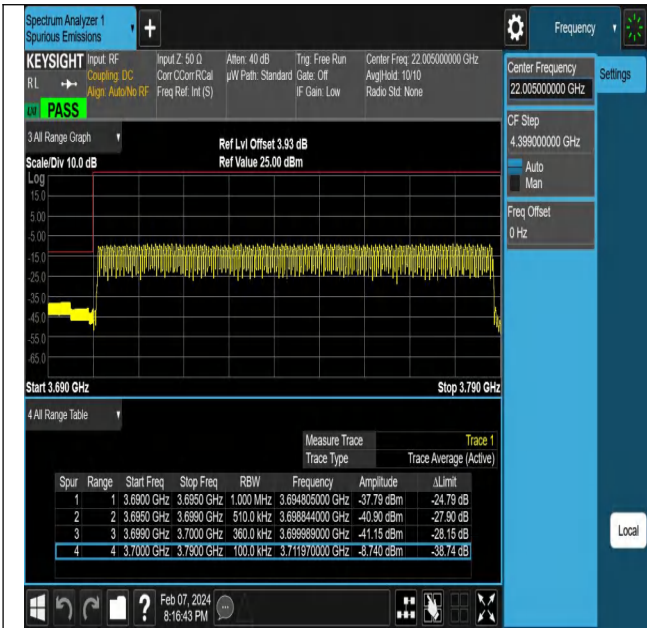 Spectrum Analyzer 1
Spurious Emissions
+
Frequency
KEYSIGHT
RL
PASS
Input: RF
Coupling: DC
Align: Auto/No RF
Input Z: 50 Ω
Corr CCorr RCal
Freq Ref: Int (S)
Atten: 40 dB
µW Path: Standard
Trig: Free Run
Gate: Off
IF Gain: Low
Center Freq: 22.005000000 GHz
Avg|Hold: 10/10
Radio Std: None
Center Frequency
22.005000000 GHz
Settings
CF Step
4.399000000 GHz
Auto
Man
Freq Offset
0 Hz
3 All Range Graph
Scale/Div 10.0 dB
Ref Lvl Offset 3.93 dB
Ref Value 25.00 dBm
Log
15.0
5.00
-5.00
-15.0
-25.0
-35.0
-45.0
-55.0
-65.0
Start 3.690 GHz
Stop 3.790 GHz
4 All Range Table
Measure Trace Trace 1
Trace Type Trace Average (Active)
Spur Range Start Freq Stop Freq RBW Frequency Amplitude ΔLimit
1 1 3.6900 GHz 3.6950 GHz 1.000 MHz 3.694805000 GHz -37.79 dBm -24.79 dB
2 2 3.6950 GHz 3.6990 GHz 510.0 kHz 3.698844000 GHz -40.90 dBm -27.90 dB
3 3 3.6990 GHz 3.7000 GHz 360.0 kHz 3.699989000 GHz -41.15 dBm -28.15 dB
4 4 3.7000 GHz 3.7900 GHz 100.0 kHz 3.711970000 GHz -8.740 dBm -38.74 dB
Local
?
Feb 07, 2024
8:16:43 PM